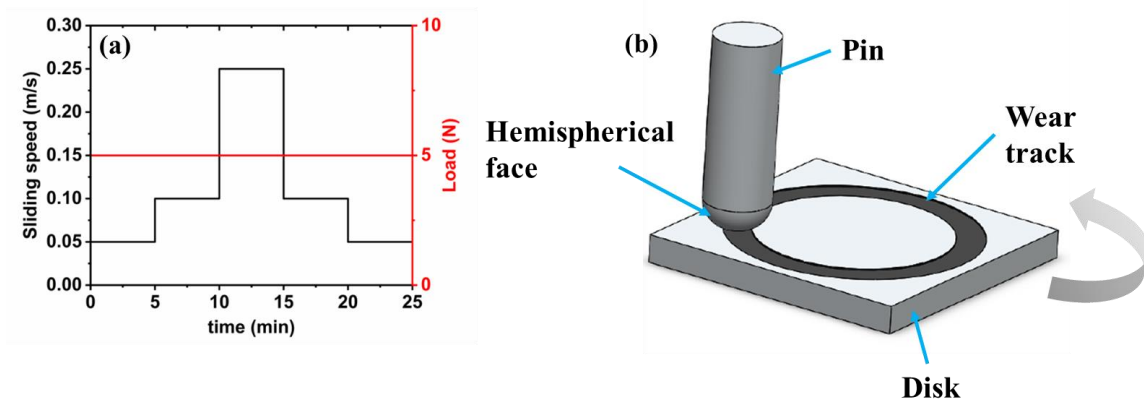 (a)
Sliding speed (m/s)
0.30
0.25
0.20
0.15
0.10
0.05
0.00
0 5 10 15 20 25
time (min)
10
5
0
Load (N)
(b)
Pin
Hemispherical
face
Wear
track
Disk